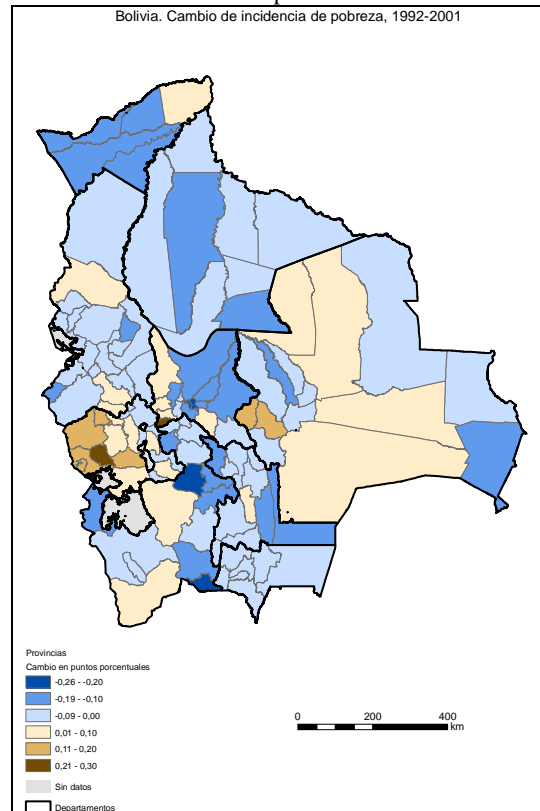 Bolivia. Cambio de incidencia de pobreza, 1992-2001
Provincias
Cambio en puntos porcentuales
-0,26 - -0,20
-0,19 - -0,10
-0,09 - 0,00
0,01 - 0,10
0,11 - 0,20
0,21 - 0,30
Sin datos
Departamentos
0 200 400
km